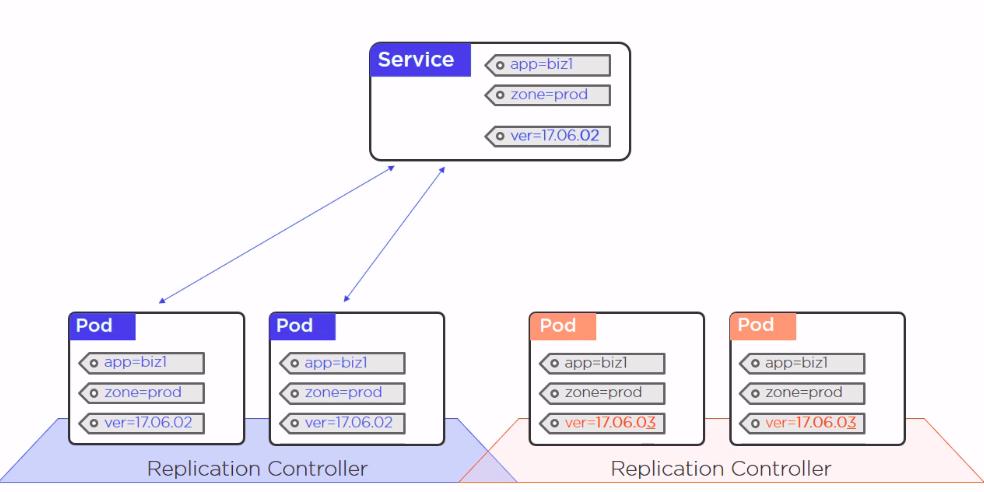 Service
app=biz1
zone=prod
ver=17.06.02
Pod
app=biz1
zone=prod
ver=17.06.02
Pod
app=biz1
zone=prod
ver=17.06.02
Pod
app=biz1
zone=prod
ver=17.06.03
Pod
app=biz1
zone=prod
ver=17.06.03
Replication Controller
Replication Controller